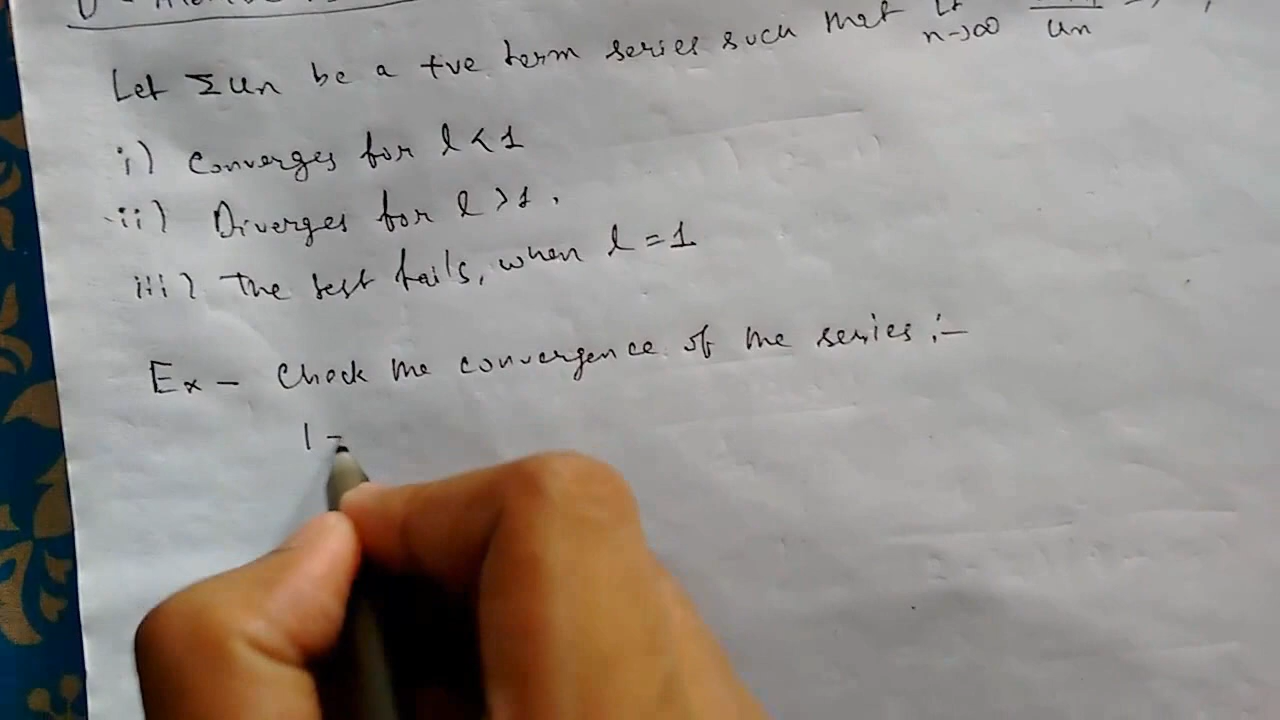 Let Σ Un be a +ve term series such that lt n→∞ Un
i) Converges for l < 1
ii) Diverges for l > 1.
iii) The test fails, when l = 1
Ex - Check the convergence of the series :-
1